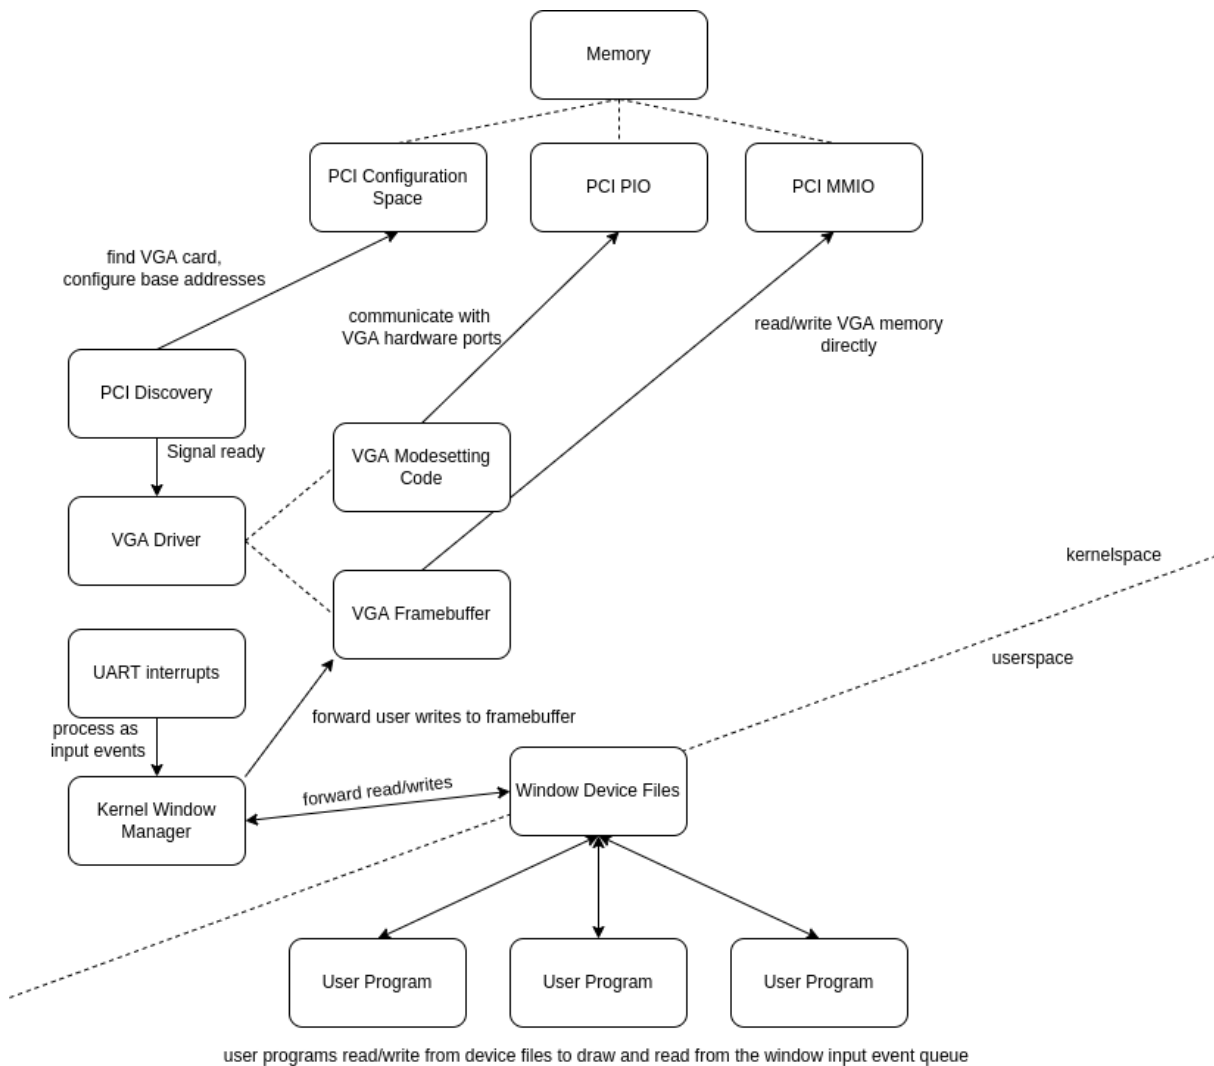 Memory
PCI Configuration
Space
PCI PIO
PCI MMIO
find VGA card,
configure base addresses
communicate with
VGA hardware ports
read/write VGA memory
directly
PCI Discovery
Signal ready
VGA Modesetting
Code
VGA Driver
kernelspace
VGA Framebuffer
userspace
UART interrupts
forward user writes to framebuffer
process as
input events
forward read/writes
Window Device Files
Kernel Window
Manager
User Program
User Program
User Program
user programs read/write from device files to draw and read from the window input event queue